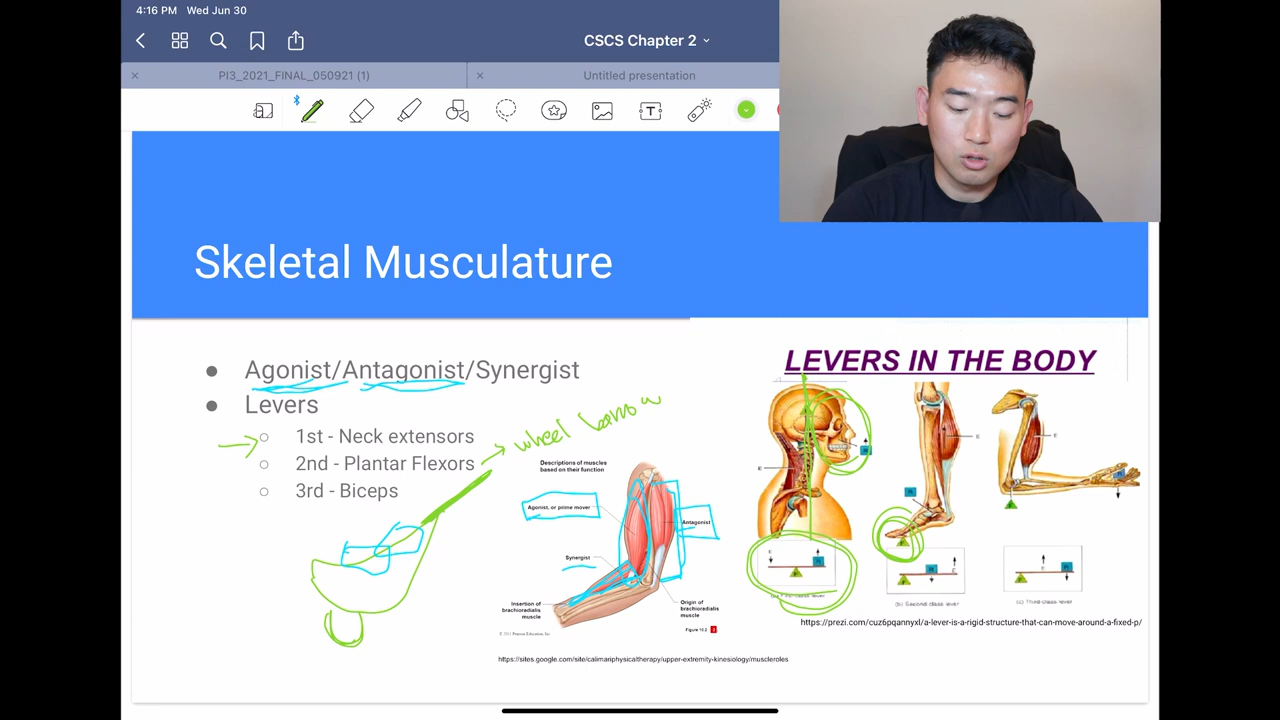 4:16 PM Wed Jun 30
CSCS Chapter 2
PI3_2021_FINAL_050921 (1)
Untitled presentation
Skeletal Musculature
Agonist/Antagonist/Synergist
Levers
1st - Neck extensors
2nd - Plantar Flexors
3rd - Biceps
wheel barrow
Descriptions of muscles
based on their function
Agonist, or prime mover
Antagonist
Synergist
Insertion of
brachioradialis
muscle
Origin of
brachioradialis
muscle
Figure 10.2 2
https://sites.google.com/site/calimariphysicaltherapy/upper-extremity-kinesiology/muscleroles
LEVERS IN THE BODY
E
R
E
R
E
E
F
R
F
R
E
E
R
F
(b) Second class lever
(c) Third class lever
https://prezi.com/cuz6pqannyxl/a-lever-is-a-rigid-structure-that-can-move-around-a-fixed-p/